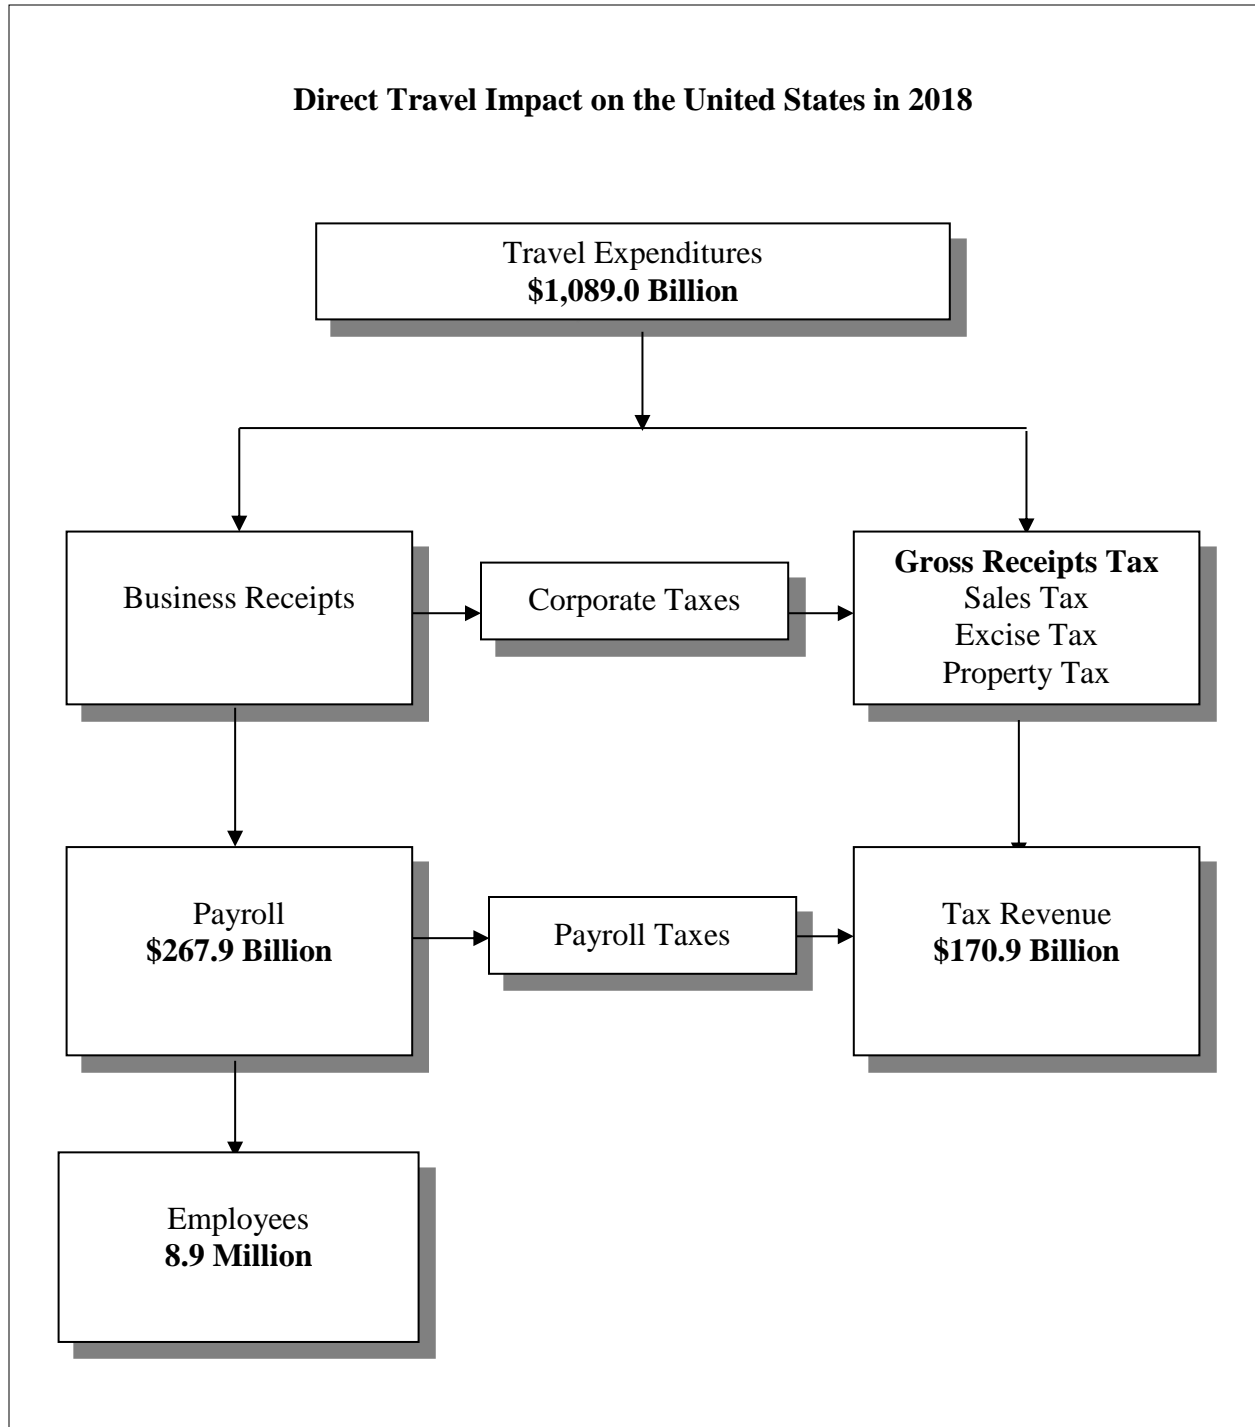 Direct Travel Impact on the United States in 2018
Travel Expenditures
$1,089.0 Billion
Business Receipts
Corporate Taxes
Gross Receipts Tax
Sales Tax
Excise Tax
Property Tax
Payroll
$267.9 Billion
Payroll Taxes
Tax Revenue
$170.9 Billion
Employees
8.9 Million